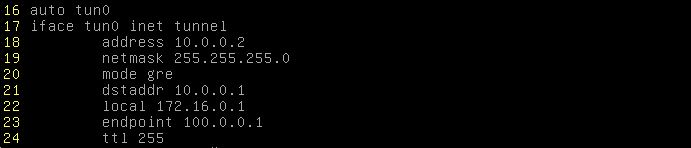 16 auto tun0
17 iface tun0 inet tunnel
18 address 10.0.0.2
19 netmask 255.255.255.0
20 mode gre
21 dstaddr 10.0.0.1
22 local 172.16.0.1
23 endpoint 100.0.0.1
24 ttl 255